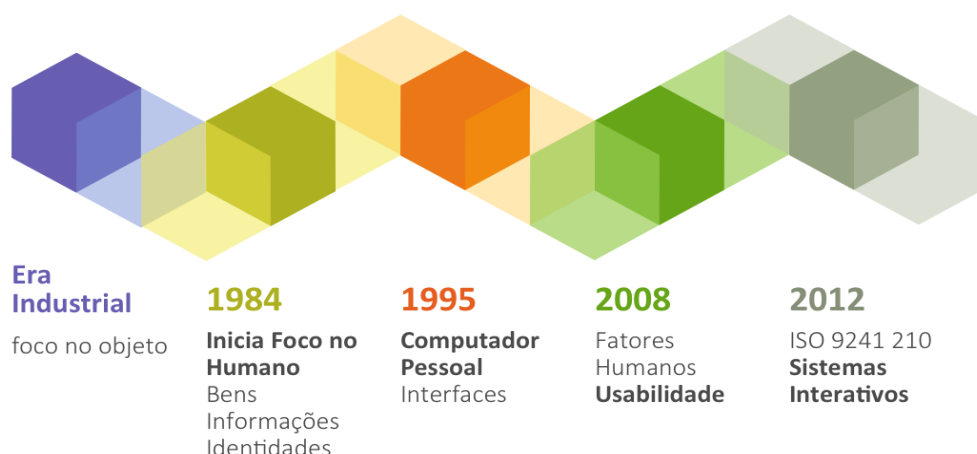 Era
Industrial
foco no objeto
1984
Inicia Foco no
Humano
Bens
Informações
Identidades
1995
Computador
Pessoal
Interfaces
2008
Fatores
Humanos
Usabilidade
2012
ISO 9241 210
Sistemas
Interativos